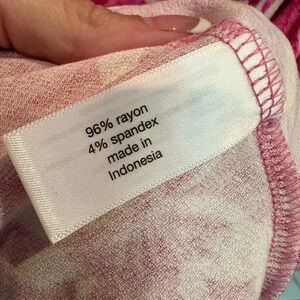 96% rayon
4% spandex
made in
Indonesia